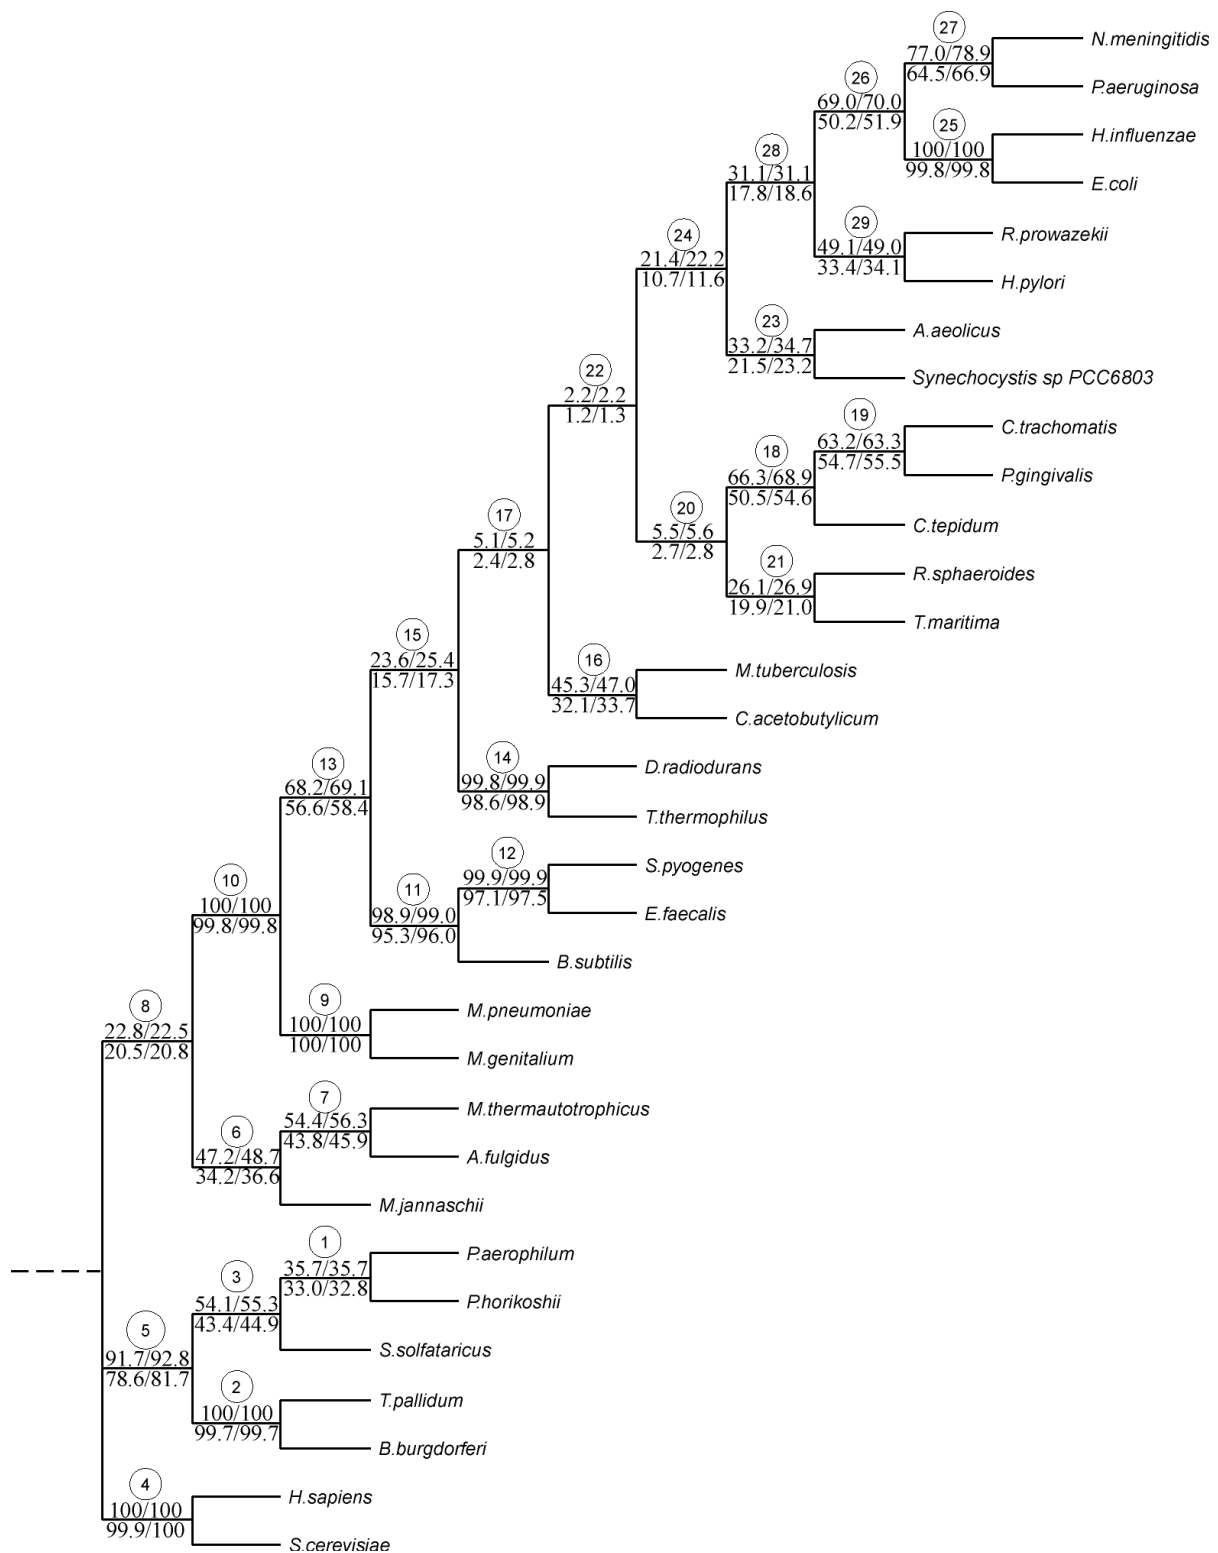 27
77.0/78.9
64.5/66.9
N.meningitidis
P.aeruginosa
26
69.0/70.0
50.2/51.9
25
100/100
99.8/99.8
H.influenzae
E.coli
28
31.1/31.1
17.8/18.6
29
49.1/49.0
33.4/34.1
R.prowazekii
H.pylori
24
21.4/22.2
10.7/11.6
23
33.2/34.7
21.5/23.2
A.aeolicus
Synechocystis sp PCC6803
22
2.2/2.2
1.2/1.3
19
63.2/63.3
54.7/55.5
C.trachomatis
P.gingivalis
18
66.3/68.9
50.5/54.6
C.tepidum
20
5.5/5.6
2.7/2.8
21
26.1/26.9
19.9/21.0
R.sphaeroides
T.maritima
17
5.1/5.2
2.4/2.8
16
45.3/47.0
32.1/33.7
M.tuberculosis
C.acetobutylicum
15
23.6/25.4
15.7/17.3
14
99.8/99.9
98.6/98.9
D.radiodurans
T.thermophilus
13
68.2/69.1
56.6/58.4
12
99.9/99.9
97.1/97.5
S.pyogenes
E.faecalis
11
98.9/99.0
95.3/96.0
B.subtilis
10
100/100
99.8/99.8
9
100/100
100/100
M.pneumoniae
M.genitalium
8
22.8/22.5
20.5/20.8
7
54.4/56.3
43.8/45.9
M.thermautotrophicus
A.fulgidus
6
47.2/48.7
34.2/36.6
M.jannaschii
1
35.7/35.7
33.0/32.8
P.aerophilum
P.horikoshii
3
54.1/55.3
43.4/44.9
S.solfataricus
5
91.7/92.8
78.6/81.7
2
100/100
99.7/99.7
T.pallidum
B.burgdorferi
4
100/100
99.9/100
H.sapiens
S.cerevisiae